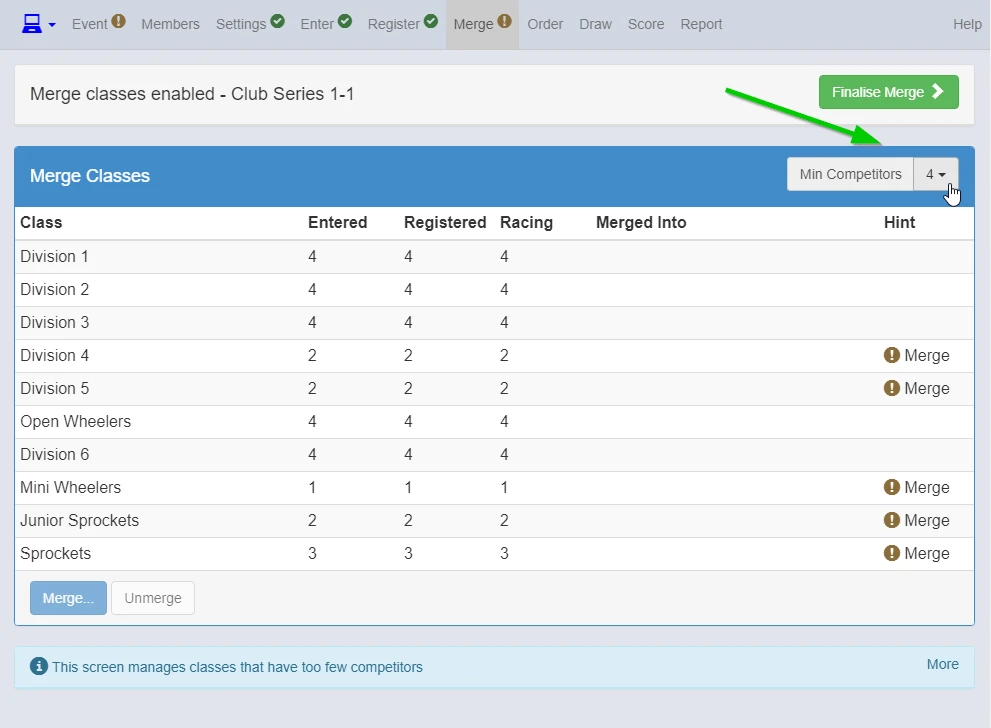 Event Members Settings Enter Register Merge Order Draw Score Report Help
Merge classes enabled - Club Series 1-1
Finalise Merge
Merge Classes
Min Competitors 4
Class Entered Registered Racing Merged Into Hint
Division 1 4 4 4
Division 2 4 4 4
Division 3 4 4 4
Division 4 2 2 2 Merge
Division 5 2 2 2 Merge
Open Wheelers 4 4 4
Division 6 4 4 4
Mini Wheelers 1 1 1 Merge
Junior Sprockets 2 2 2 Merge
Sprockets 3 3 3 Merge
Merge... Unmerge
This screen manages classes that have too few competitors More